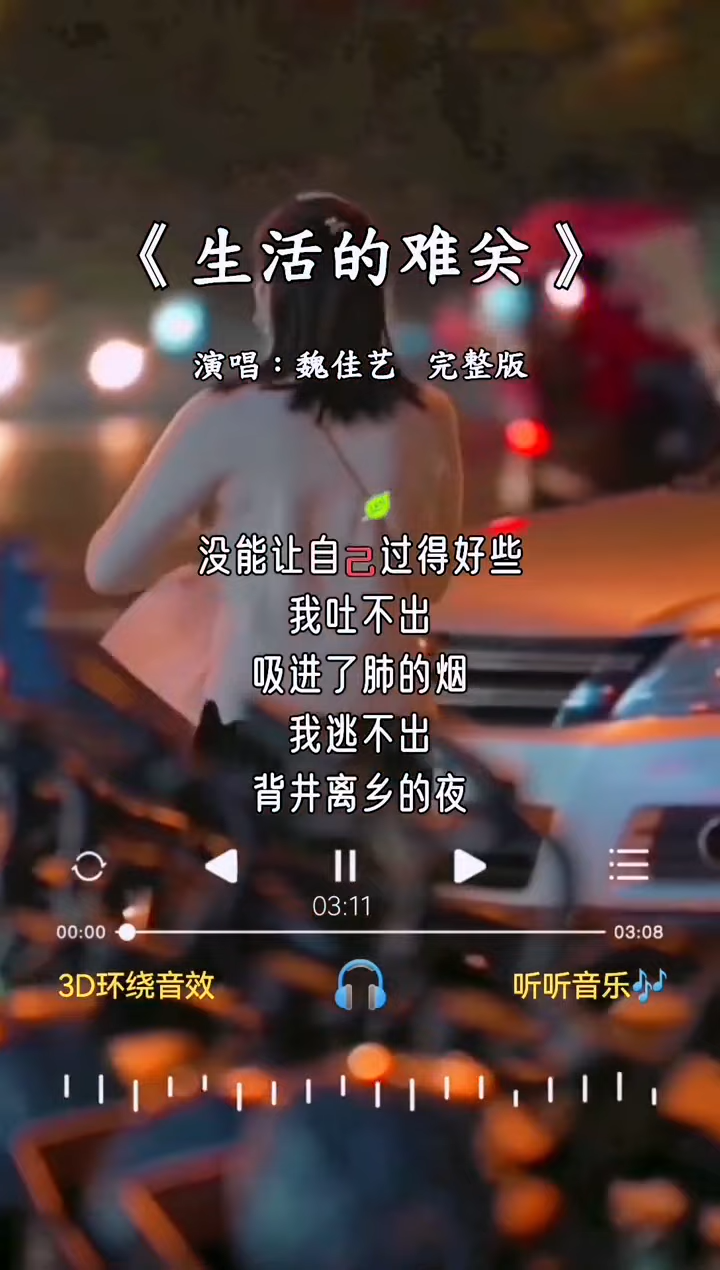 《生活的难关》
演唱：魏佳艺 完整版
没能让自己过得好些
我吐不出
吸进了肺的烟
我逃不出
背井离乡的夜
03:11
00:00 03:08
3D环绕音效 听听音乐